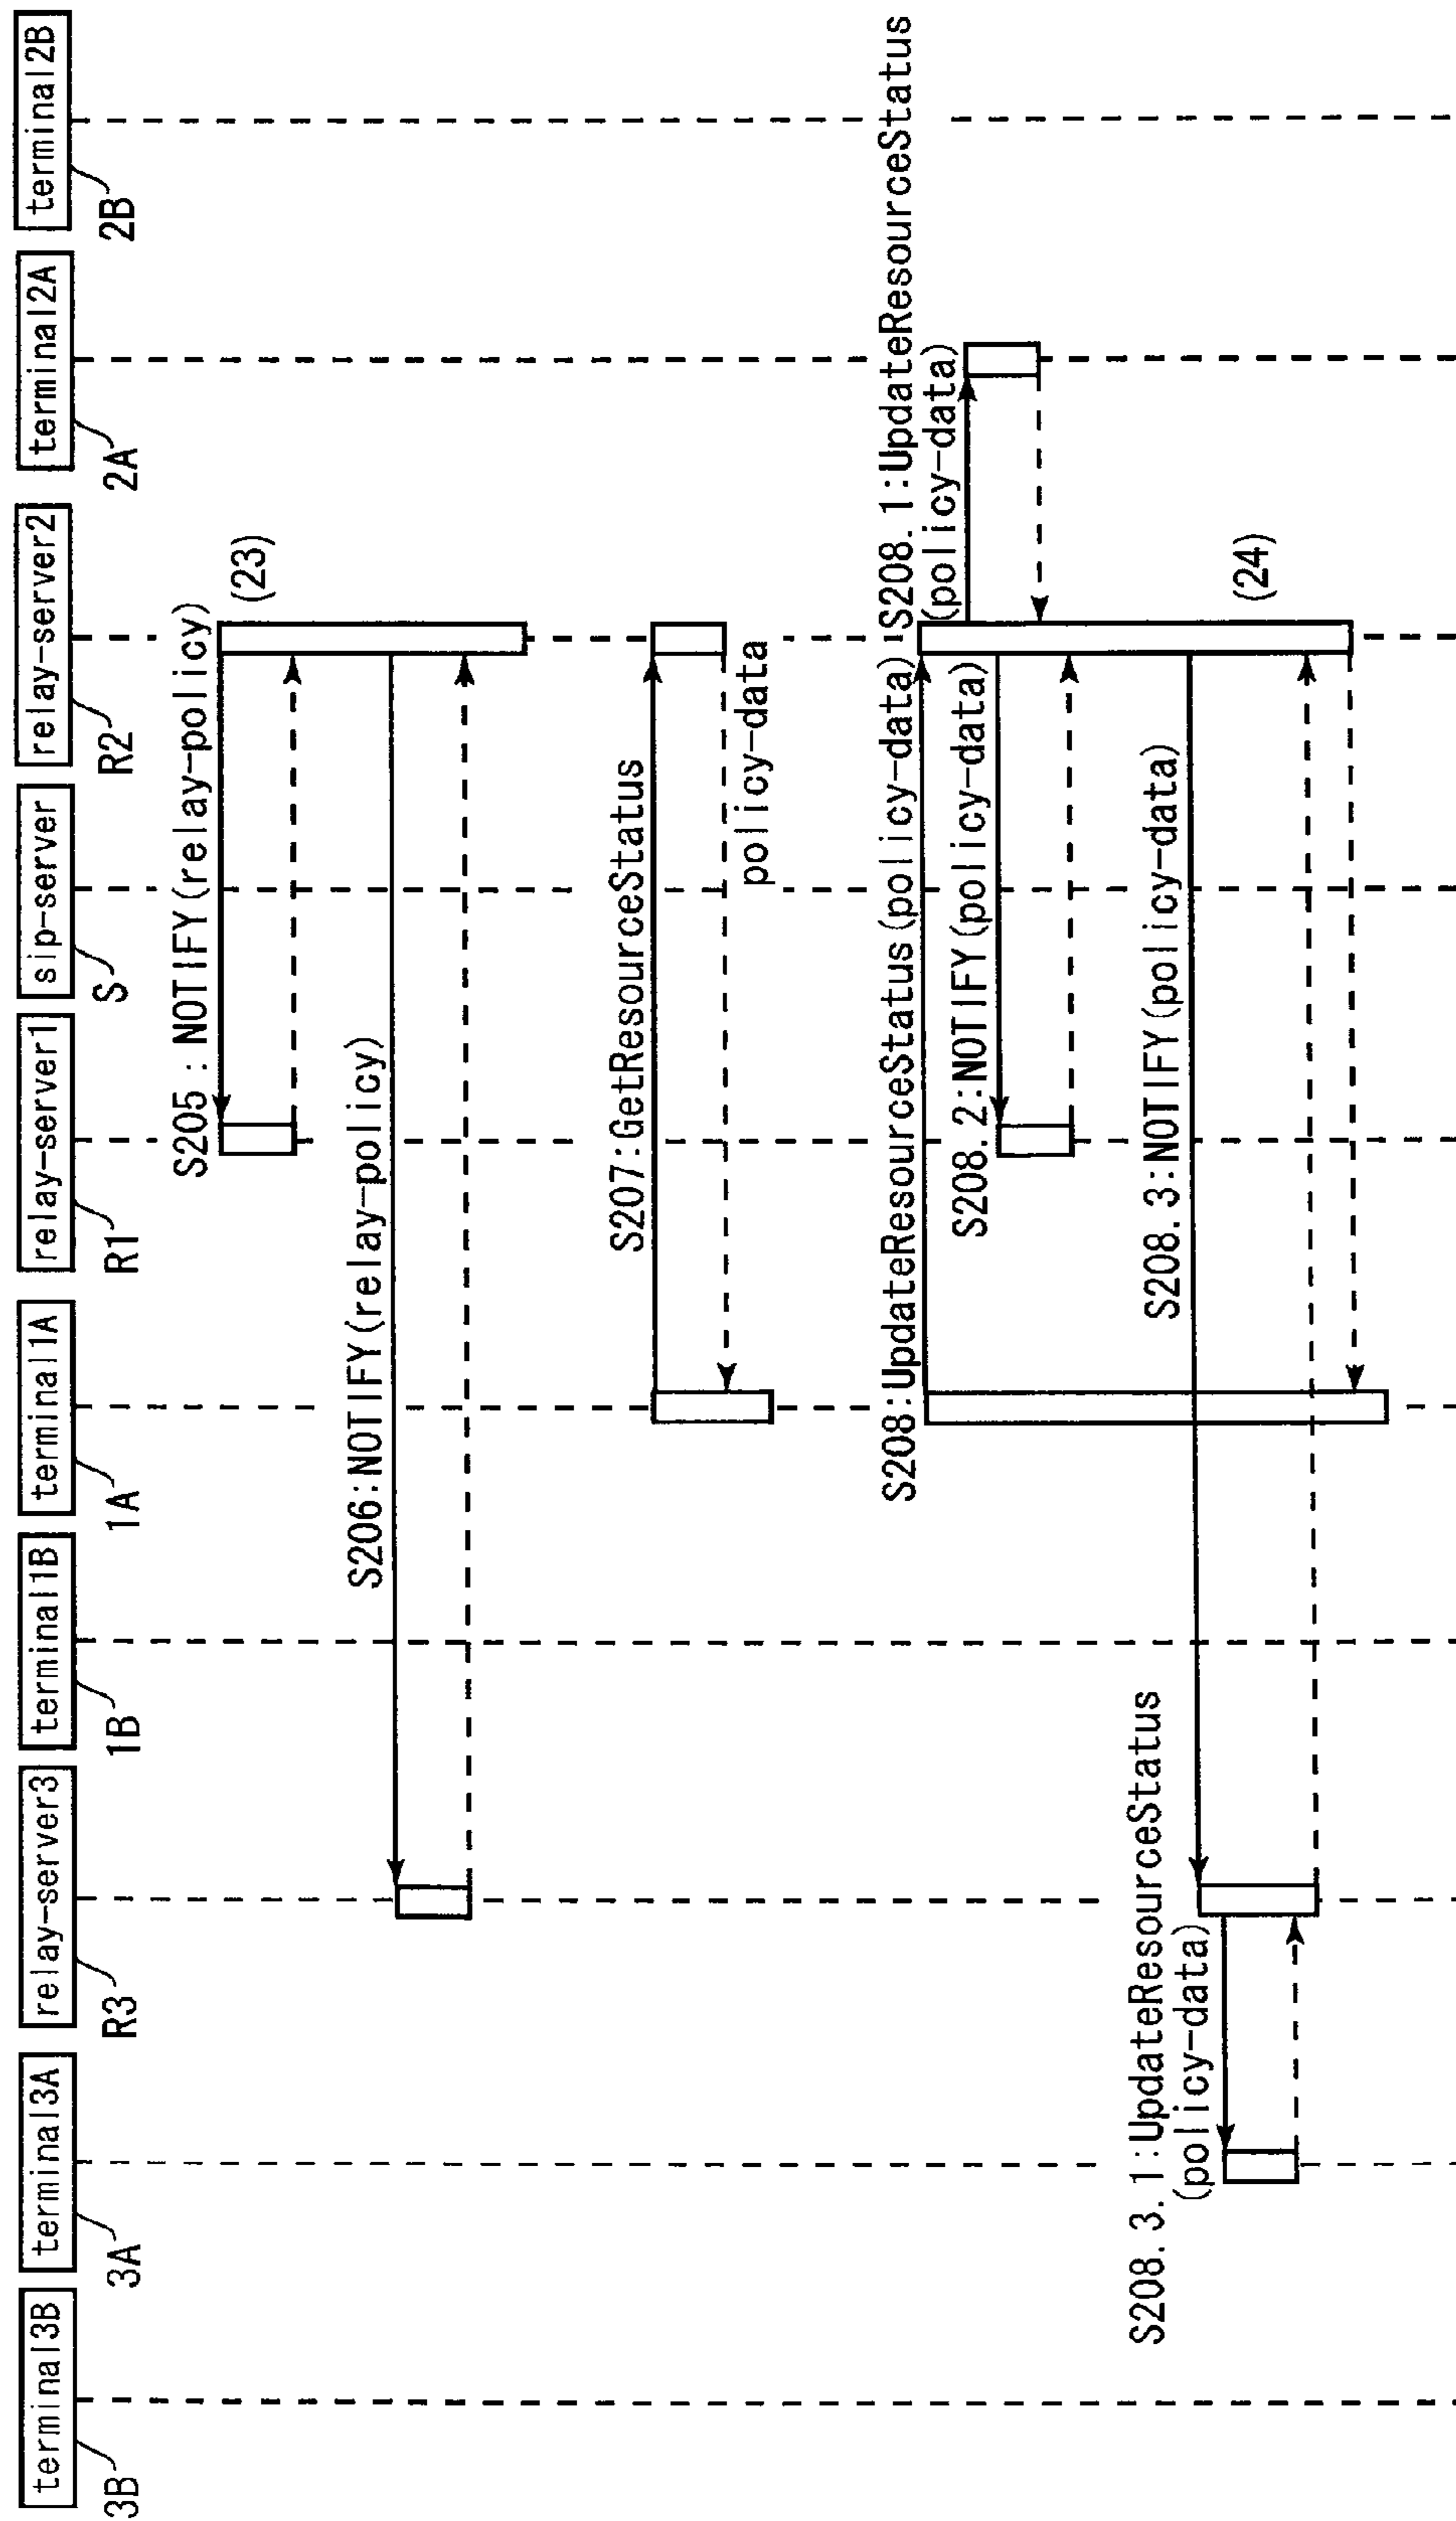 terminal3B
terminal3A
relay-server3
terminal1B
terminal1A
relay-server1
sip-server
relay-server2
terminal2A
terminal2B
3B
3A
R3
1B
1A
R1
S
R2
2A
2B
S205 : NOTIFY(relay-policy)
(23)
S206:NOTIFY(relay-policy)
S207:GetResourceStatus
policy-data
S208:UpdateResourceStatus(policy-data)
S208. 1:UpdateResourceStatus
(policy-data)
S208. 2:NOTIFY(policy-data)
S208. 3. 1:UpdateResourceStatus
(policy-data)
S208. 3:NOTIFY(policy-data)
(24)